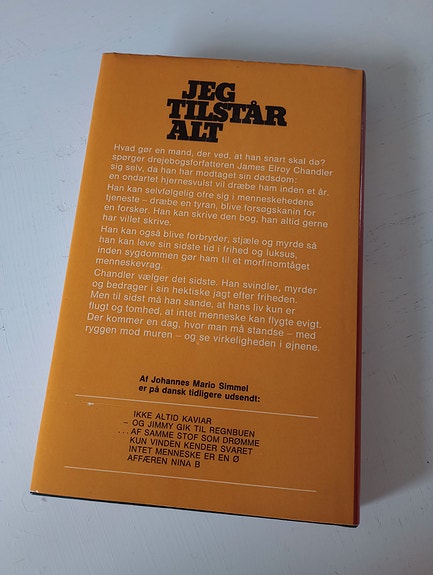 JEG
TILSTÅR
ALT
Hvad gør en mand, der ved, at han snart skal dø?
spørger drejebogsforfatteren James Elroy Chandler
sig selv, da han har modtaget sin dødsdom:
en ondartet hjernesvulst vil dræbe ham inden et år.
Han kan selvfølgelig ofre sig i menneskehedens
tjeneste – dræbe en tyran, blive forsøgskanin for
en forsker. Han kan skrive den bog, han altid gerne
har villet skrive.
Han kan også blive forbryder, stjæle og myrde så
han kan leve sin sidste tid i frihed og luksus,
inden sygdommen gør ham til et morfinomtåget
menneskevrag.
Chandler vælger det sidste. Han svindler, myrder
og bedrager i sin hektiske jagt efter friheden.
Men til sidst må han sande, at hans liv kun er
flugt og tomhed, at intet menneske kan flygte evigt.
Der kommer en dag, hvor man må standse – med
ryggen mod muren – og se virkeligheden i øjnene.
Af Johannes Mario Simmel
er på dansk tidligere udsendt:
IKKE ALTID KAVIAR
– OG JIMMY GIK TIL REGNBUEN
...AF SAMME STOF SOM DRØMME
KUN VINDEN KENDER SVARET
INTET MENNESKE ER EN Ø
AFFÆREN NINA B